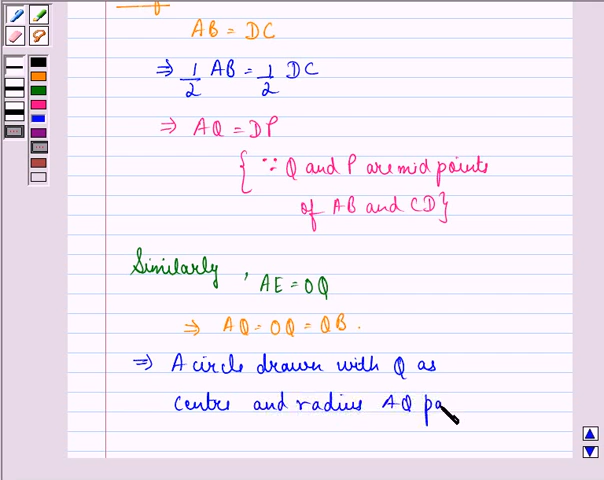 AB = DC
⇒ 1/2 AB = 1/2 DC
⇒ AQ = DP
{∵ Q and P are mid points
of AB and CD}
Similarly, AE = OQ
⇒ AQ = OQ = QB.
⇒ A circle drawn with Q as
centre and radius AQ pa